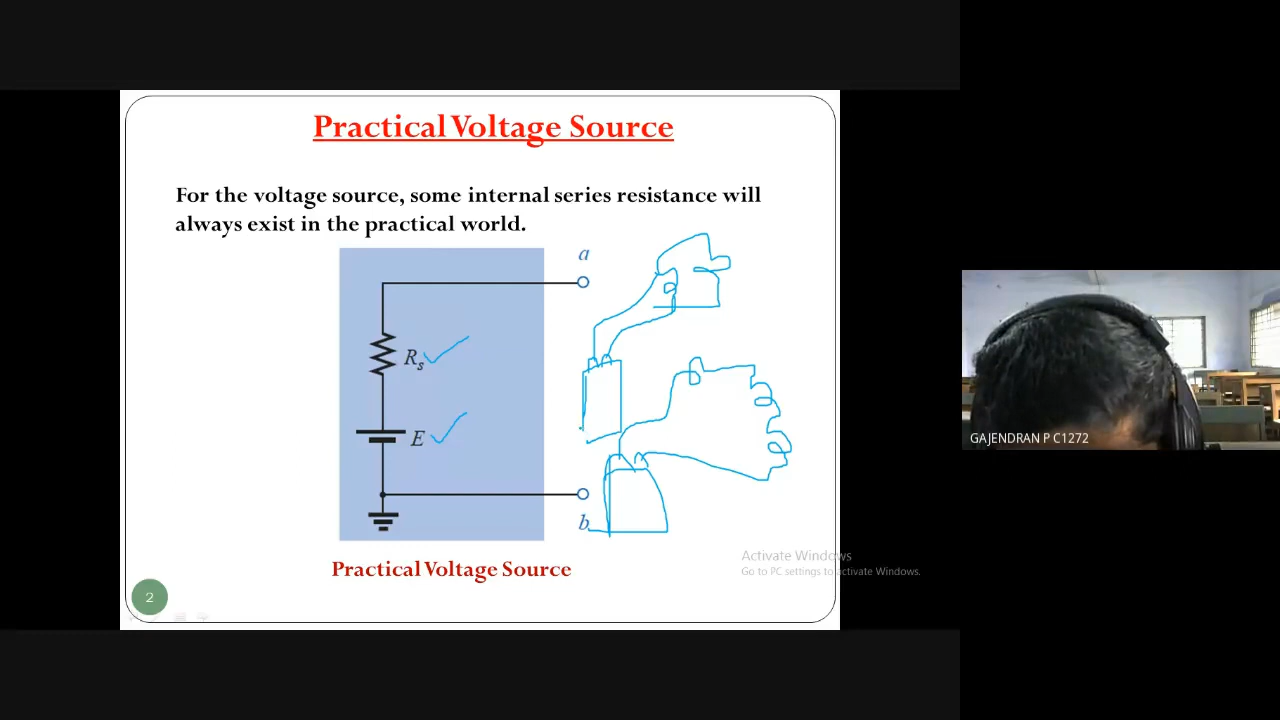 Practical Voltage Source
For the voltage source, some internal series resistance will
always exist in the practical world.
a
Rs
E
b
Practical Voltage Source
2
Activate Windows
Go to PC settings to activate Windows.
GAJENDRAN P C1272